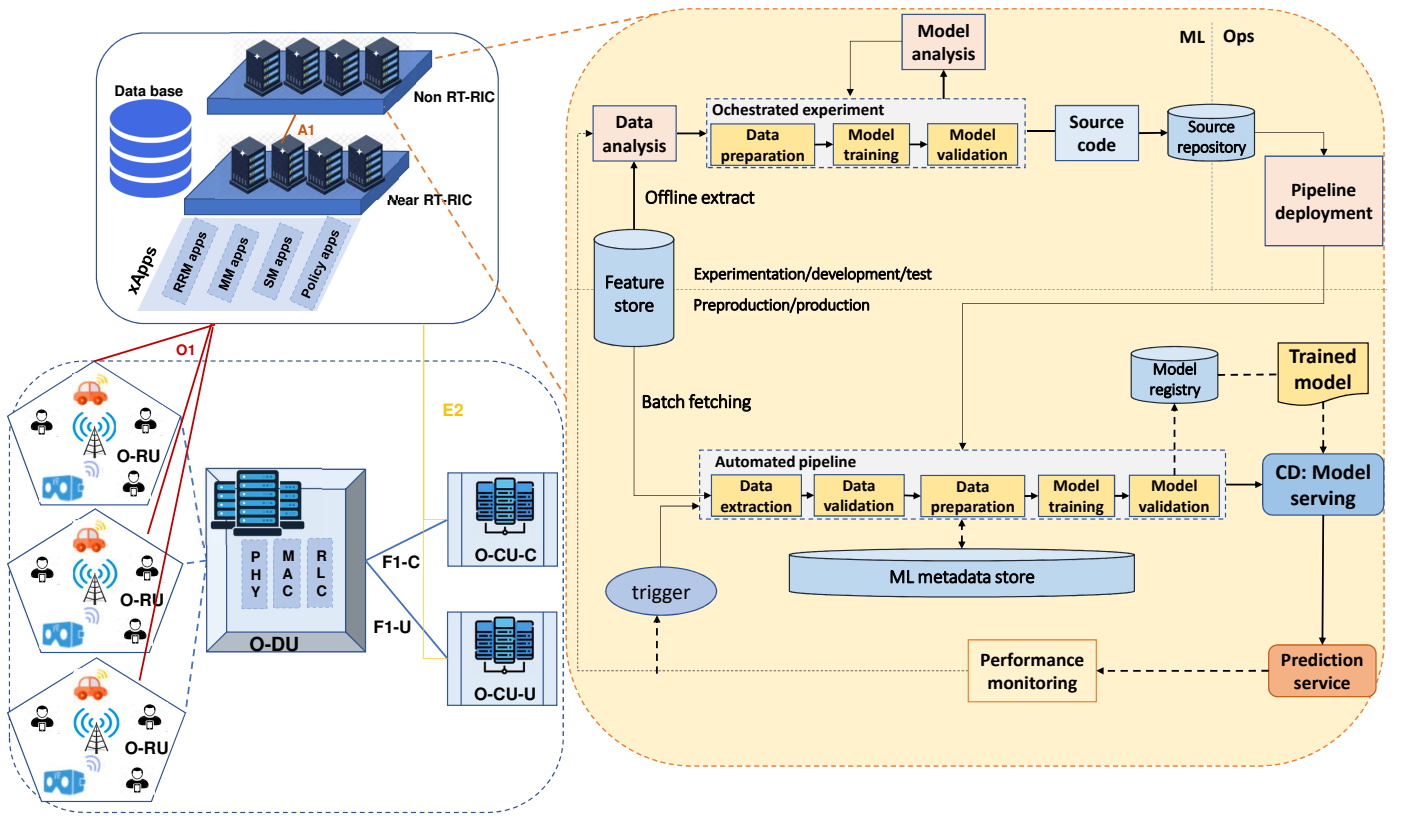 Data base
Non RT-RIC
A1
Near RT-RIC
xApps
RRM apps
MM apps
SM apps
Policy apps
O1
E2
O-RU
O-RU
O-RU
P
H
Y
M
A
C
R
L
C
O-DU
F1-C
F1-U
O-CU-C
O-CU-U
ML
Ops
Model
analysis
Data
analysis
Ochestrated experiment
Data
preparation
Model
training
Model
validation
Source
code
Source
repository
Pipeline
deployment
Offline extract
Feature
store
Experimentation/development/test
Preproduction/production
Batch fetching
Model
registry
Trained
model
Automated pipeline
Data
extraction
Data
validation
Data
preparation
Model
training
Model
validation
CD: Model
serving
ML metadata store
trigger
Performance
monitoring
Prediction
service